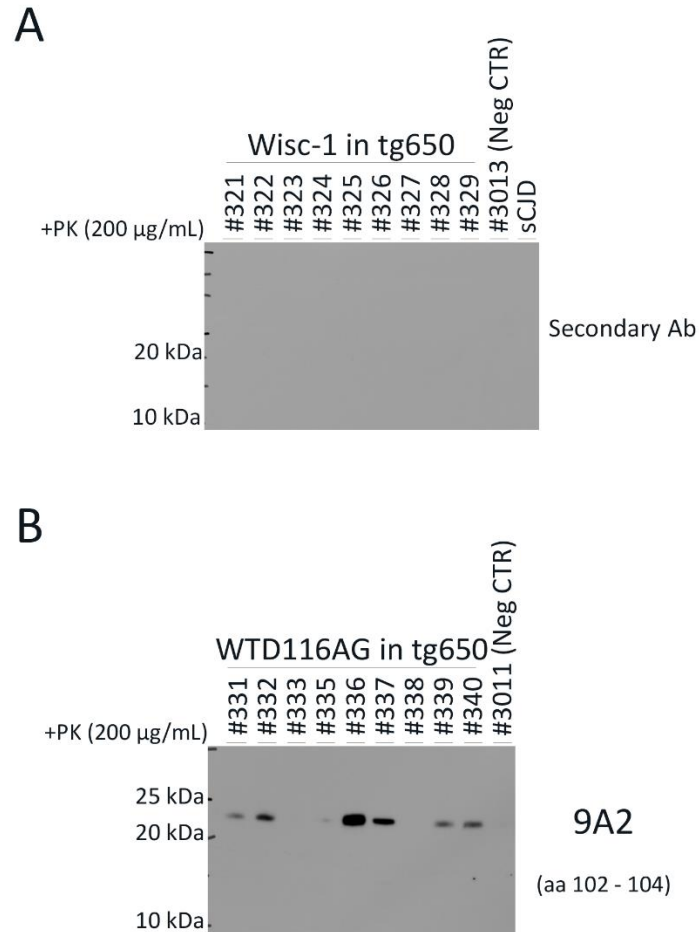 A
Wisc-1 in tg650
#321
#322
#323
#324
#325
#326
#327
#328
#329
#3013 (Neg CTR)
sCJD
+PK (200 µg/mL)
Secondary Ab
20 kDa
10 kDa
B
WTD116AG in tg650
#331
#332
#333
#335
#336
#337
#338
#339
#340
#3011 (Neg CTR)
+PK (200 µg/mL)
25 kDa
20 kDa
10 kDa
9A2
(aa 102 - 104)